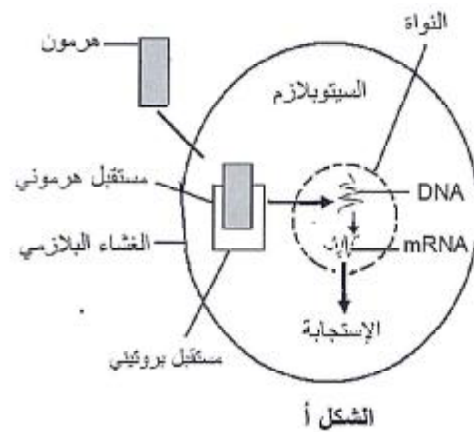 النواة
هرمون
السيتوبلازم
مستقبل هرموني
DNA
الغشاء البلازمي
mRNA
الإستجابة
مستقبل بروتيني
الشكل أ